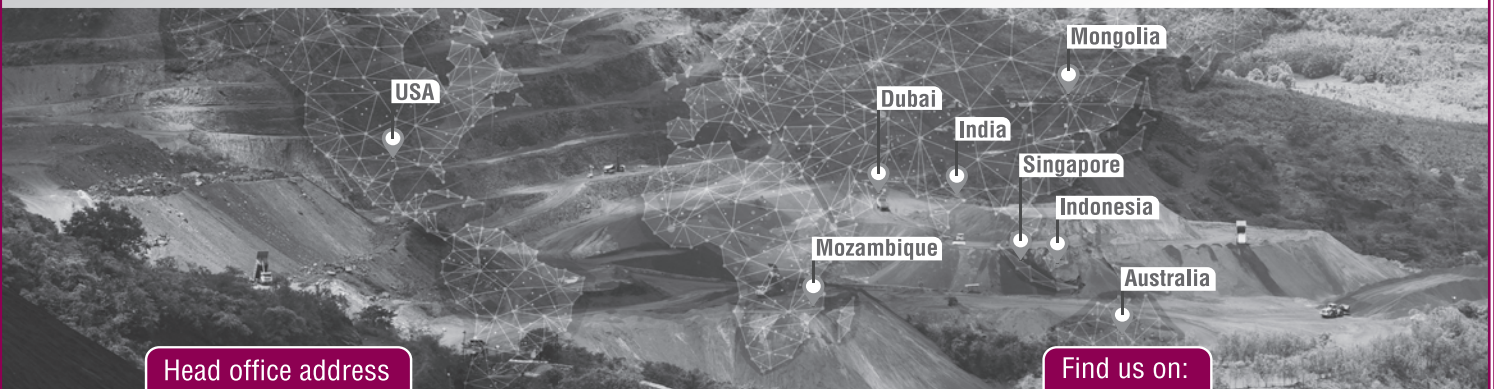 Mongolia
USA
Dubai
India
Singapore
Indonesia
Mozambique
Australia
Head office address
Find us on: